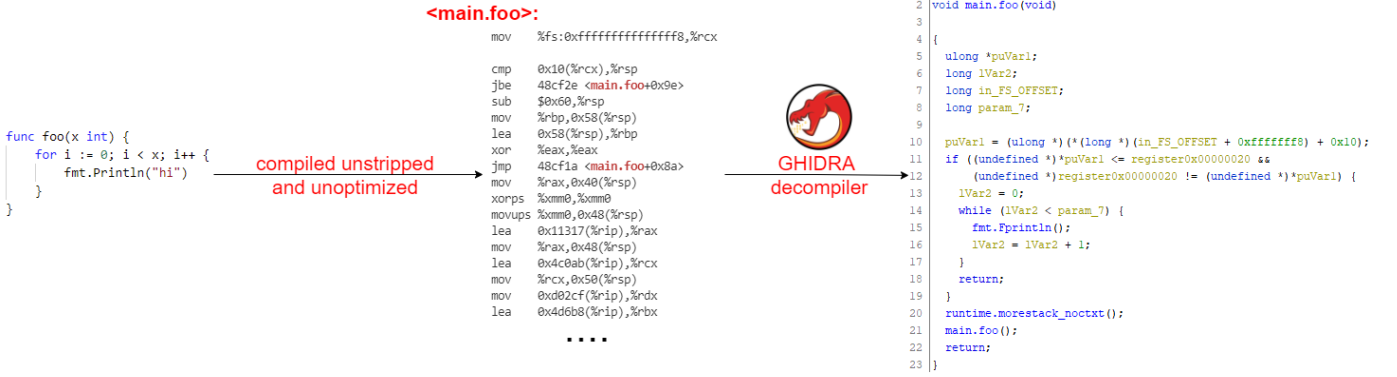 func foo(x int) {
for i := 0; i < x; i++ {
fmt.Println("hi")
}
}
compiled unstripped
and unoptimized
<main.foo>:
mov %fs:0xfffffffffffffff8,%rcx
cmp 0x10(%rcx),%rsp
jbe 48cf2e <main.foo+0x9e>
sub $0x60,%rsp
mov %rbp,0x58(%rsp)
lea 0x58(%rsp),%rbp
xor %eax,%eax
jmp 48cf1a <main.foo+0x8a>
mov %rax,0x40(%rsp)
xorps %xmm0,%xmm0
movups %xmm0,0x48(%rsp)
lea 0x11317(%rip),%rax
mov %rax,0x48(%rsp)
lea 0x4c0ab(%rip),%rcx
mov %rcx,0x50(%rsp)
mov 0xd02cf(%rip),%rdx
lea 0x4d6b8(%rip),%rbx
....
GHIDRA
decompiler
2 void main.foo(void)
3
4 {
5 ulong *puVar1;
6 long lVar2;
7 long in_FS_OFFSET;
8 long param_7;
9
10 puVar1 = (ulong *)(*(long *)(in_FS_OFFSET + 0xfffffff8) + 0x10);
11 if ((undefined *)*puVar1 <= register0x00000020 &&
12 (undefined *)register0x00000020 != (undefined *)*puVar1) {
13 lVar2 = 0;
14 while (lVar2 < param_7) {
15 fmt.Fprintln();
16 lVar2 = lVar2 + 1;
17 }
18 return;
19 }
20 runtime.morestack_noctxt();
21 main.foo();
22 return;
23 }